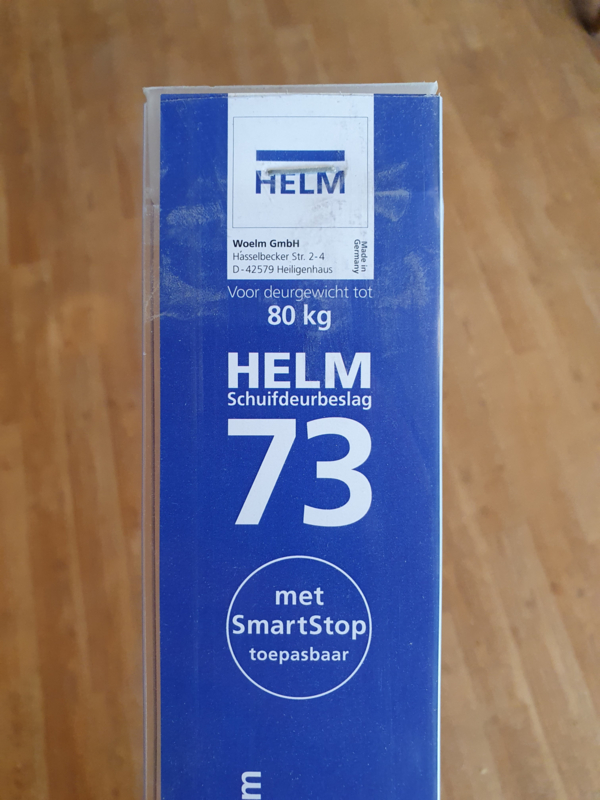 HELM
Woelm GmbH
Hasselbecker Str. 2-4
D-42579 Heiligenhaus
Made in
Germany
Voor deurgewicht tot
80 kg
HELM
Schuifdeurbeslag
73
met
SmartStop
toepasbaar
m